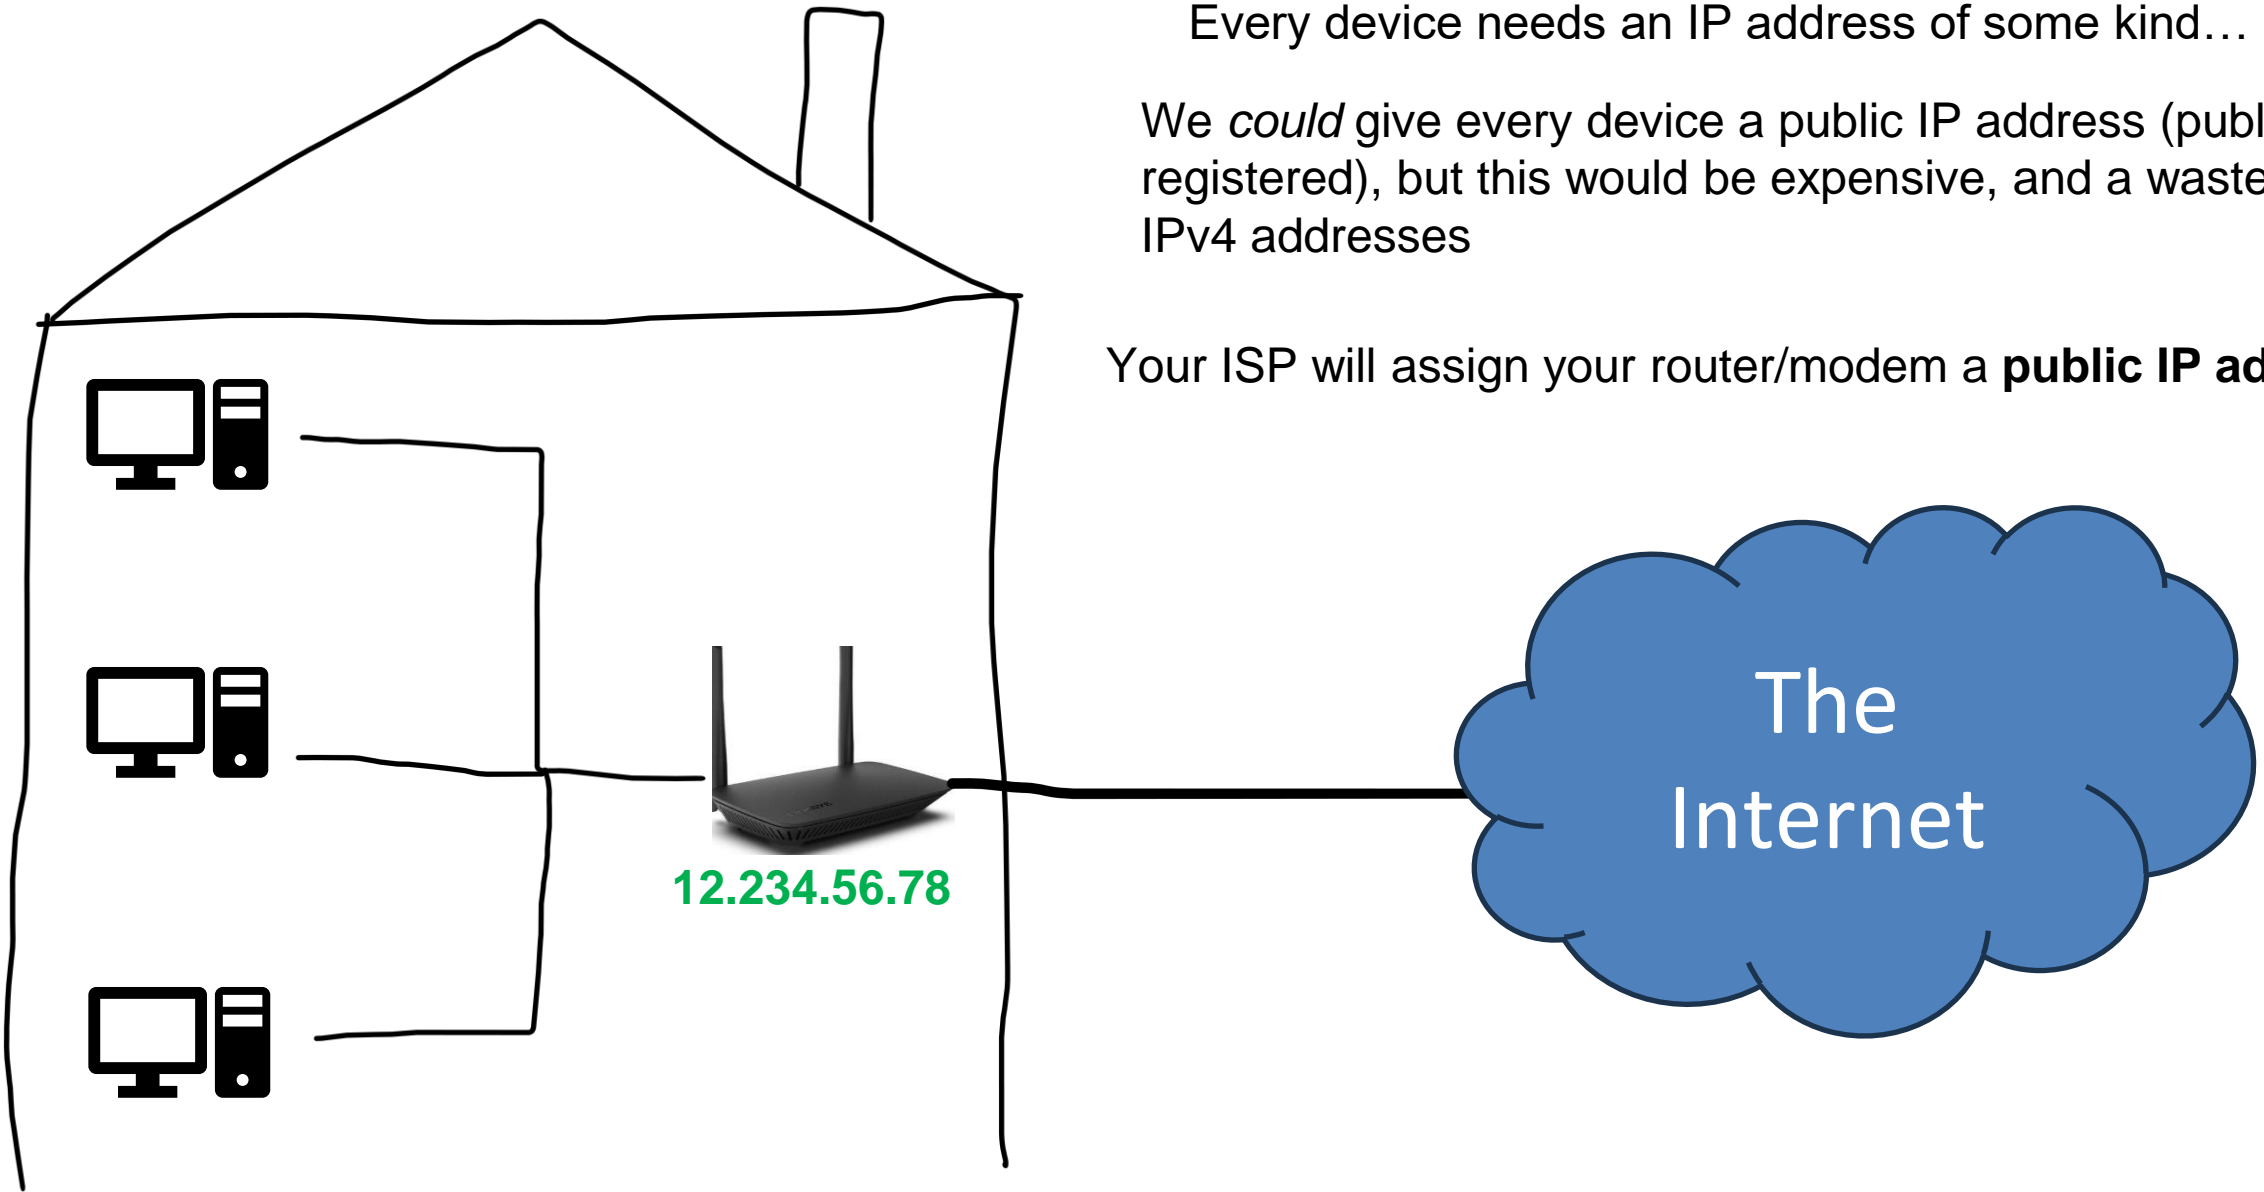 Every device needs an IP address of some kind…
We could give every device a public IP address (publ
registered), but this would be expensive, and a waste
IPv4 addresses
Your ISP will assign your router/modem a public IP ad
The
Internet
12.234.56.78